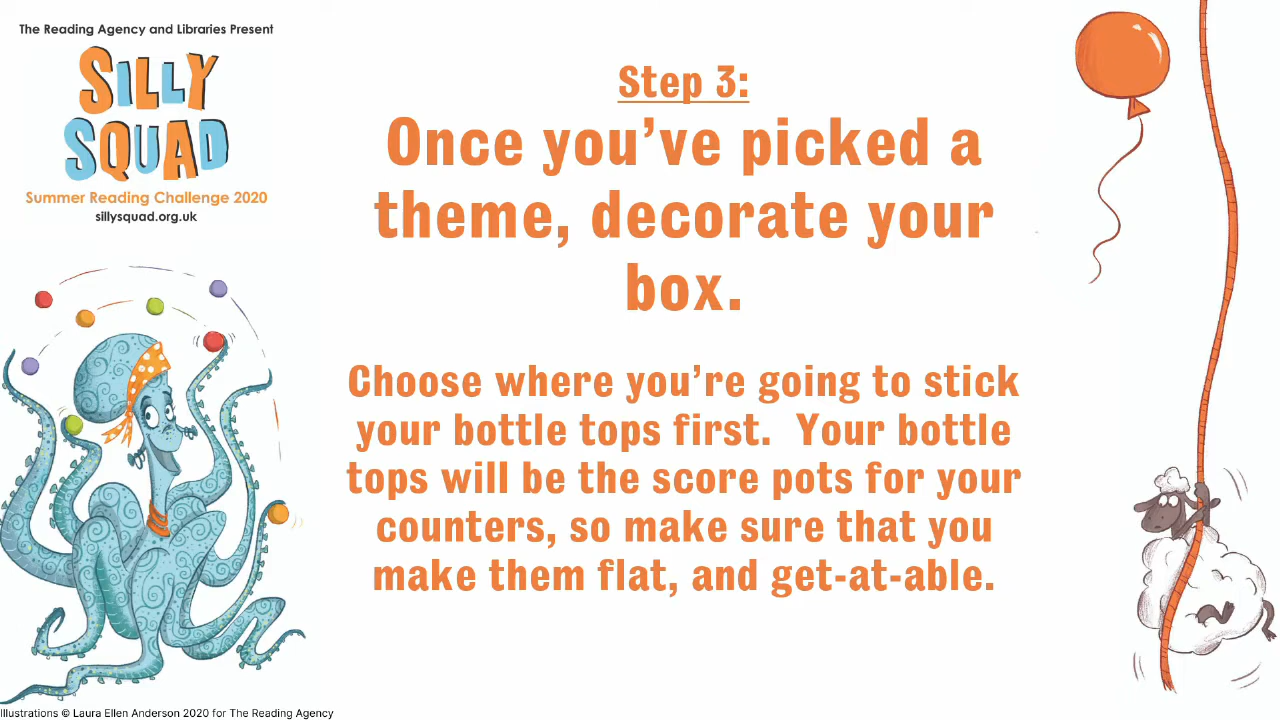 The Reading Agency and Libraries Present
SILLY
SQUAD
Summer Reading Challenge 2020
sillysquad.org.uk
Step 3:
Once you’ve picked a
theme, decorate your
box.
Choose where you’re going to stick
your bottle tops first.  Your bottle
tops will be the score pots for your
counters, so make sure that you
make them flat, and get-at-able.
Illustrations © Laura Ellen Anderson 2020 for The Reading Agency